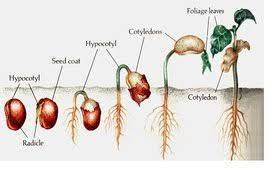 Foliage leaves
Cotyledons
Hypocotyl
Seed coat
Hypocotyl
Cotyledon
Radicle